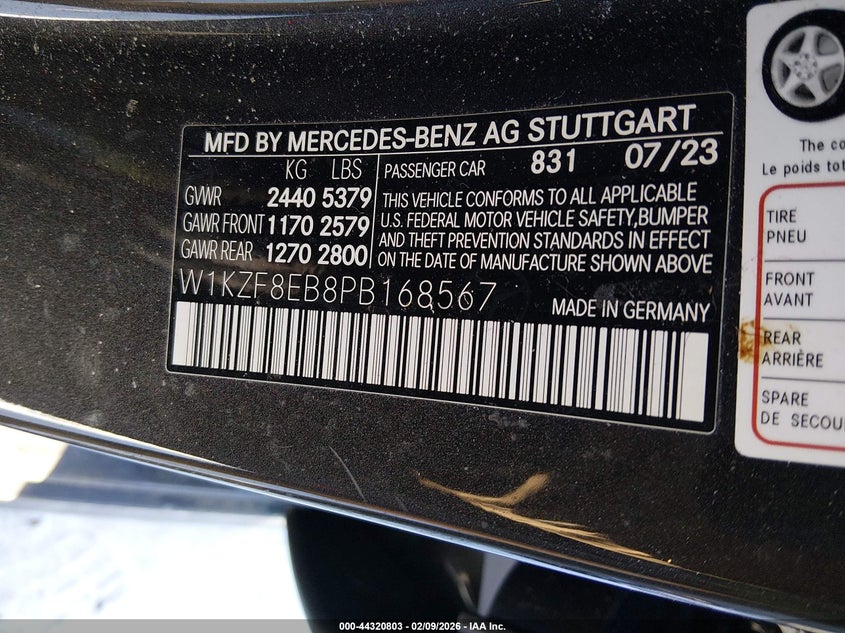 MFD BY MERCEDES-BENZ AG STUTTGART
KG LBS
GVWR 2440 5379
GAWR FRONT 1170 2579
GAWR REAR 1270 2800
PASSENGER CAR 831 07/23
THIS VEHICLE CONFORMS TO ALL APPLICABLE
U.S. FEDERAL MOTOR VEHICLE SAFETY,BUMPER
AND THEFT PREVENTION STANDARDS IN EFFECT
ON THE DATE OF MANUFACTURE SHOWN ABOVE
W1KZF8EB8PB168567
MADE IN GERMANY
The co
Le poids tot
TIRE
PNEU
FRONT
AVANT
REAR
ARRIÈRE
SPARE
DE SECOU
000-44320803 — 02/09/2026 — IAA Inc.